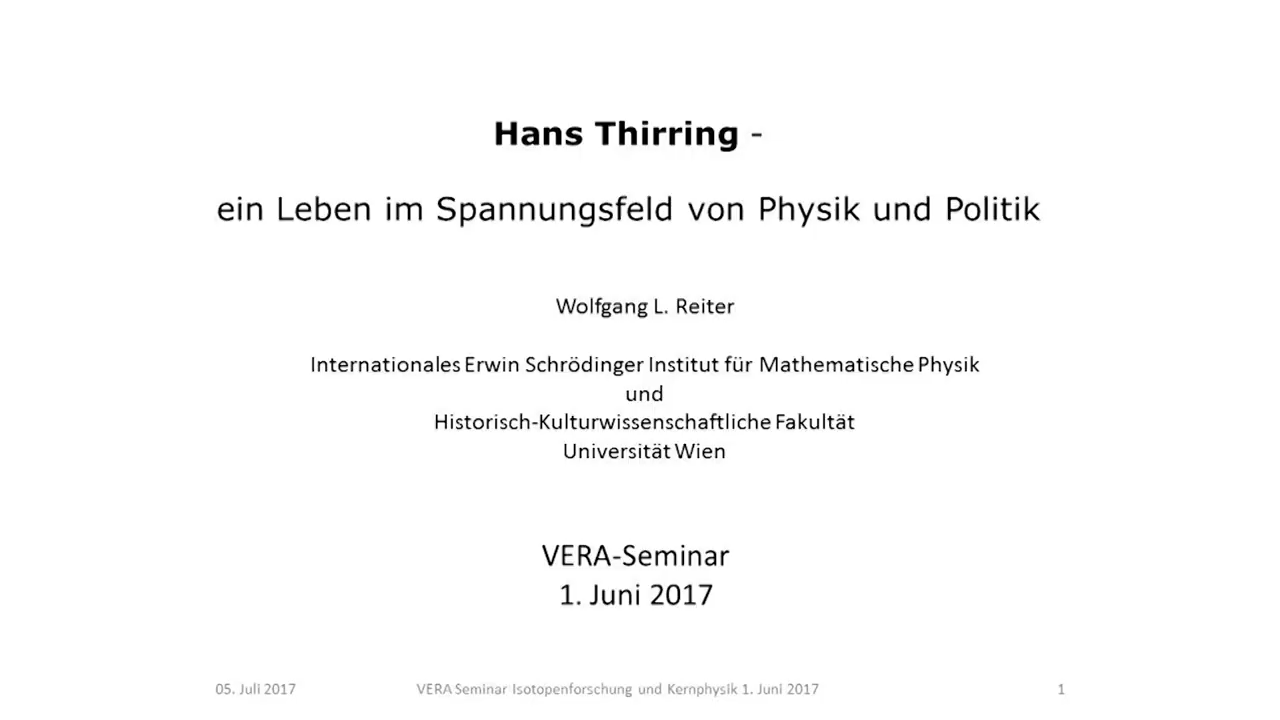 Hans Thirring -
ein Leben im Spannungsfeld von Physik und Politik
Wolfgang L. Reiter
Internationales Erwin Schrödinger Institut für Mathematische Physik
und
Historisch-Kulturwissenschaftliche Fakultät
Universität Wien
VERA-Seminar
1. Juni 2017
05. Juli 2017 VERA Seminar Isotopenforschung und Kernphysik 1. Juni 2017 1